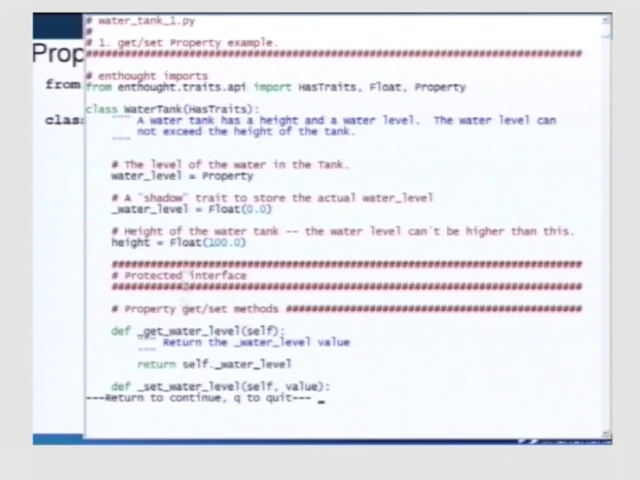 # water_tank_1.py
#
# 1. get/set Property example.
################################################################################
Prop
# enthought imports
from
from enthought.traits.api import HasTraits, Float, Property
class WaterTank(HasTraits):
clas
""" A water tank has a height and a water level. The water level can
not exceed the height of the tank.
"""
# The level of the water in the Tank.
water_level = Property
# A "shadow" trait to store the actual water_level
_water_level = Float(0.0)
# Height of the water tank -- the water level can't be higher than this.
height = Float(100.0)
############################################################################
# Protected interface
############################################################################
# Property get/set methods ################################################
def _get_water_level(self):
""" Return the _water_level value
"""
return self._water_level
def _set_water_level(self, value):
---Return to continue, q to quit--- _